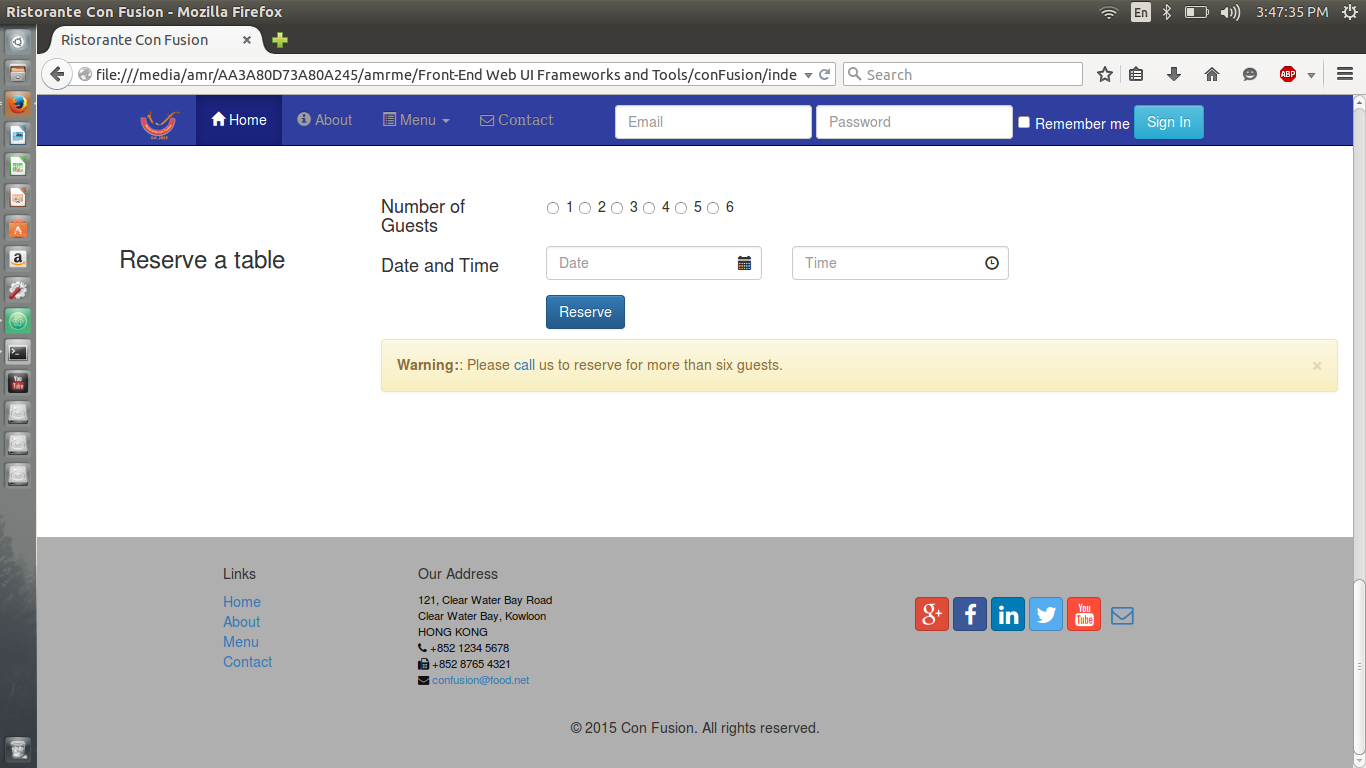 Ristorante Con Fusion - Mozilla Firefox
En
3:47:35 PM
Ristorante Con Fusion
file:///media/amr/AA3A80D73A80A245/amrme/Front-End Web UI Frameworks and Tools/conFusion/inde
Search
ABP
Home
About
Menu
Contact
Email
Password
Remember me
Sign In
Number of
Guests
1 2 3 4 5 6
Reserve a table
Date and Time
Date
Time
Reserve
Warning:: Please call us to reserve for more than six guests.
×
Links
Home
About
Menu
Contact
Our Address
121, Clear Water Bay Road
Clear Water Bay, Kowloon
HONG KONG
+852 1234 5678
+852 8765 4321
confusion@food.net
g+
f
in
You
Tube
© 2015 Con Fusion. All rights reserved.